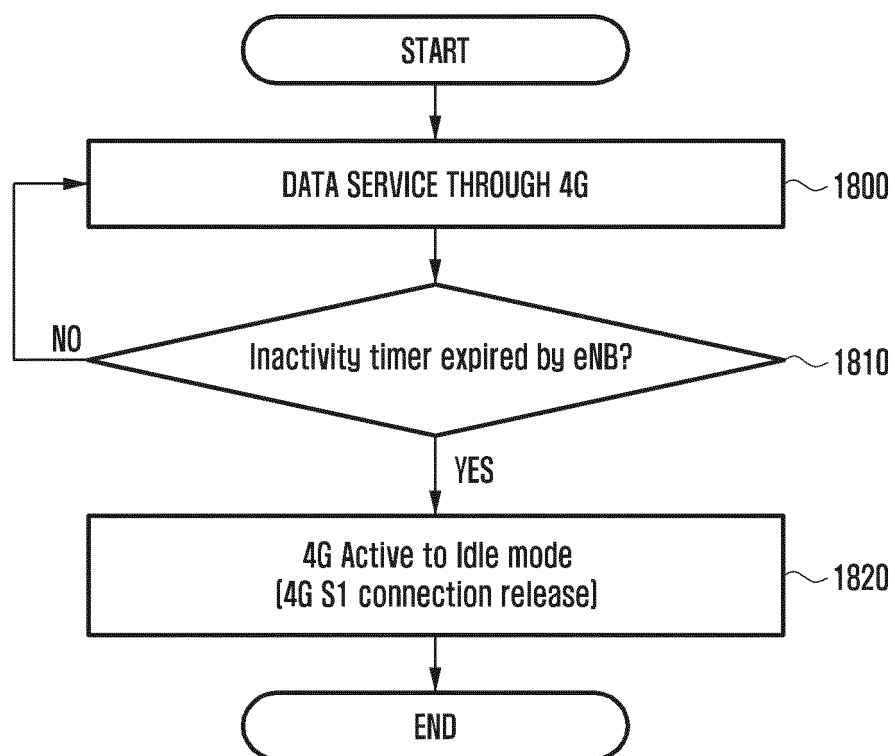 START
DATA SERVICE THROUGH 4G
1800
NO
Inactivity timer expired by eNB?
1810
YES
4G Active to Idle mode
(4G S1 connection release)
1820
END